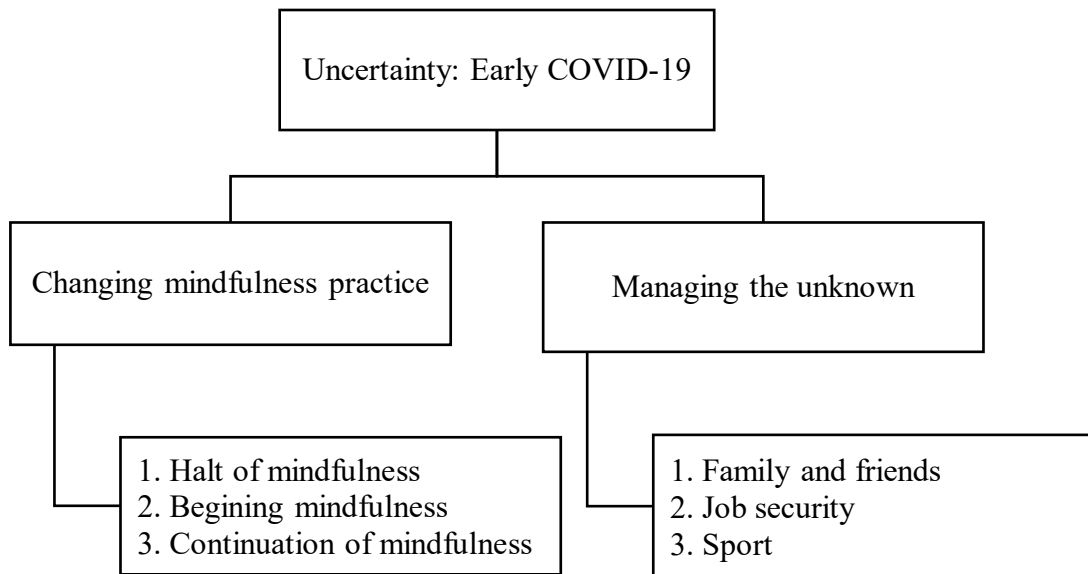 Uncertainty: Early COVID-19
Changing mindfulness practice
Managing the unknown
1. Halt of mindfulness
2. Begining mindfulness
3. Continuation of mindfulness
1. Family and friends
2. Job security
3. Sport